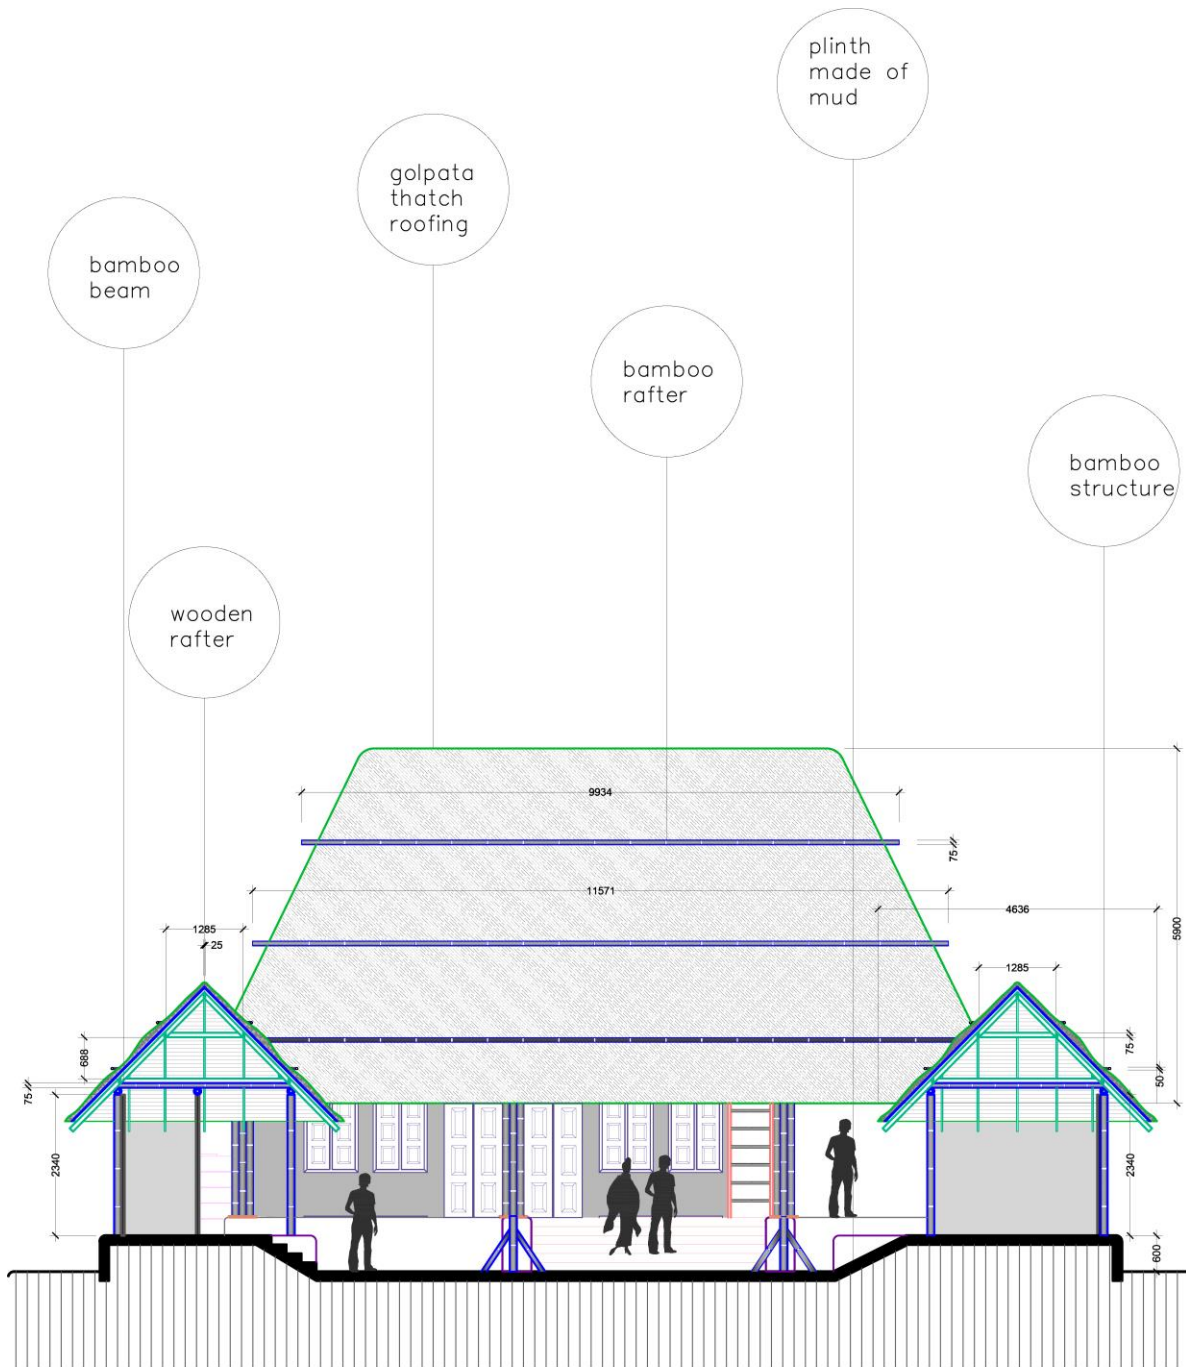 plinth
made of
mud
golpata
thatch
roofing
bamboo
beam
bamboo
rafter
bamboo
structure
wooden
rafter
9934
75
11571
4636
5900
1285
25
1285
688
75
75
50
2340
2340
600